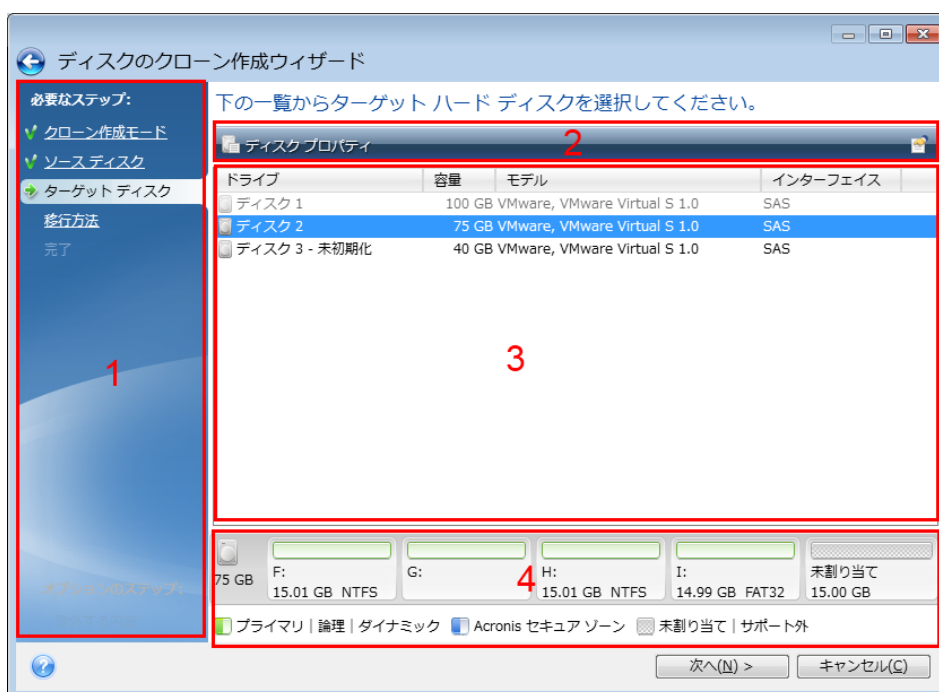 ディスクのクローン作成ウィザード
必要なステップ:
クローン作成モード
ソース ディスク
ターゲット ディスク
移行方法
完了
1
下の一覧からターゲット ハード ディスクを選択してください。
ディスク プロパティ
2
ドライブ 容量 モデル インターフェイス
ディスク 1 100 GB VMware, VMware Virtual S 1.0 SAS
ディスク 2 75 GB VMware, VMware Virtual S 1.0 SAS
ディスク 3 - 未初期化 40 GB VMware, VMware Virtual S 1.0 SAS
3
75 GB
F:
15.01 GB NTFS
G:
4
H:
15.01 GB NTFS
I:
14.99 GB FAT32
未割り当て
15.00 GB
プライマリ | 論理 | ダイナミック Acronis セキュア ゾーン 未割り当て | サポート外
次へ(N) > キャンセル(C)